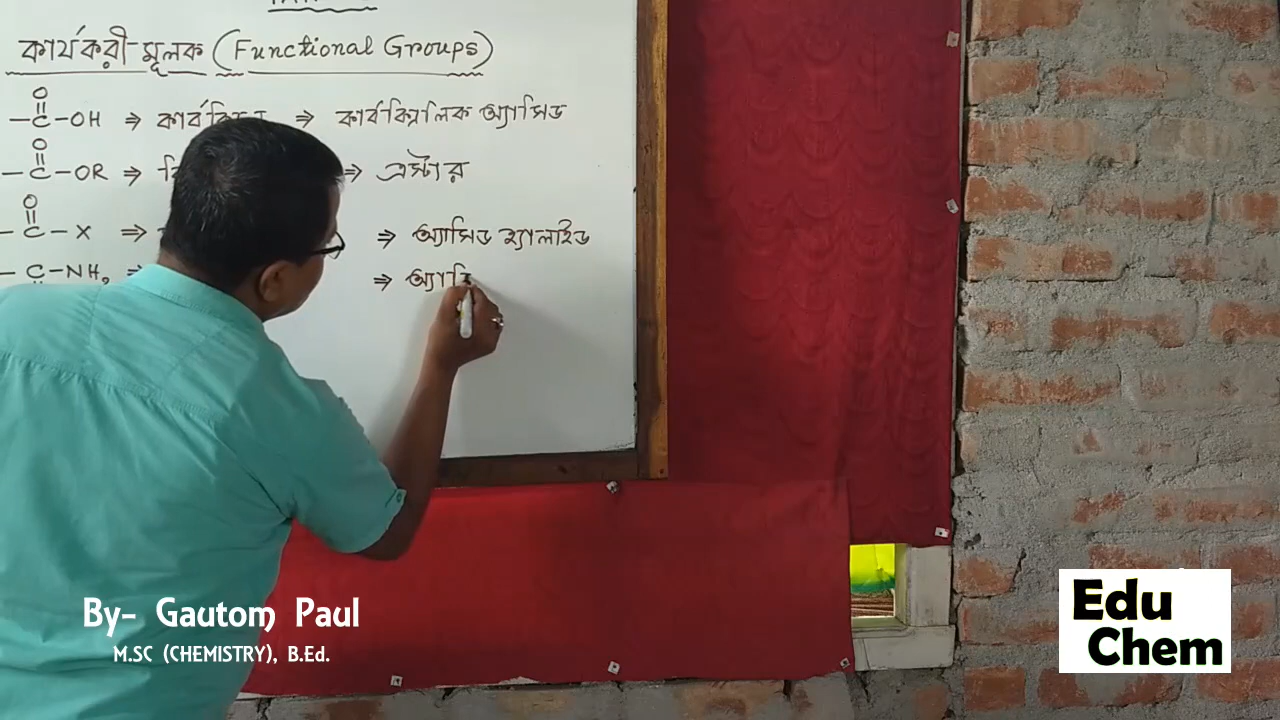 কার্যকরী মূলক (Functional Groups)
O
||
-C-OH ⇒ ⇒ কার্বক্সিলিক অ্যাসিড
O
||
-C-OR ⇒ ⇒ এস্টার
O
||
-C-X ⇒ ⇒ অ্যাসিড হ্যালাইড
-C-NH₂ ⇒ ⇒
By- Gautom Paul
M.SC (CHEMISTRY), B.Ed.
Edu
Chem